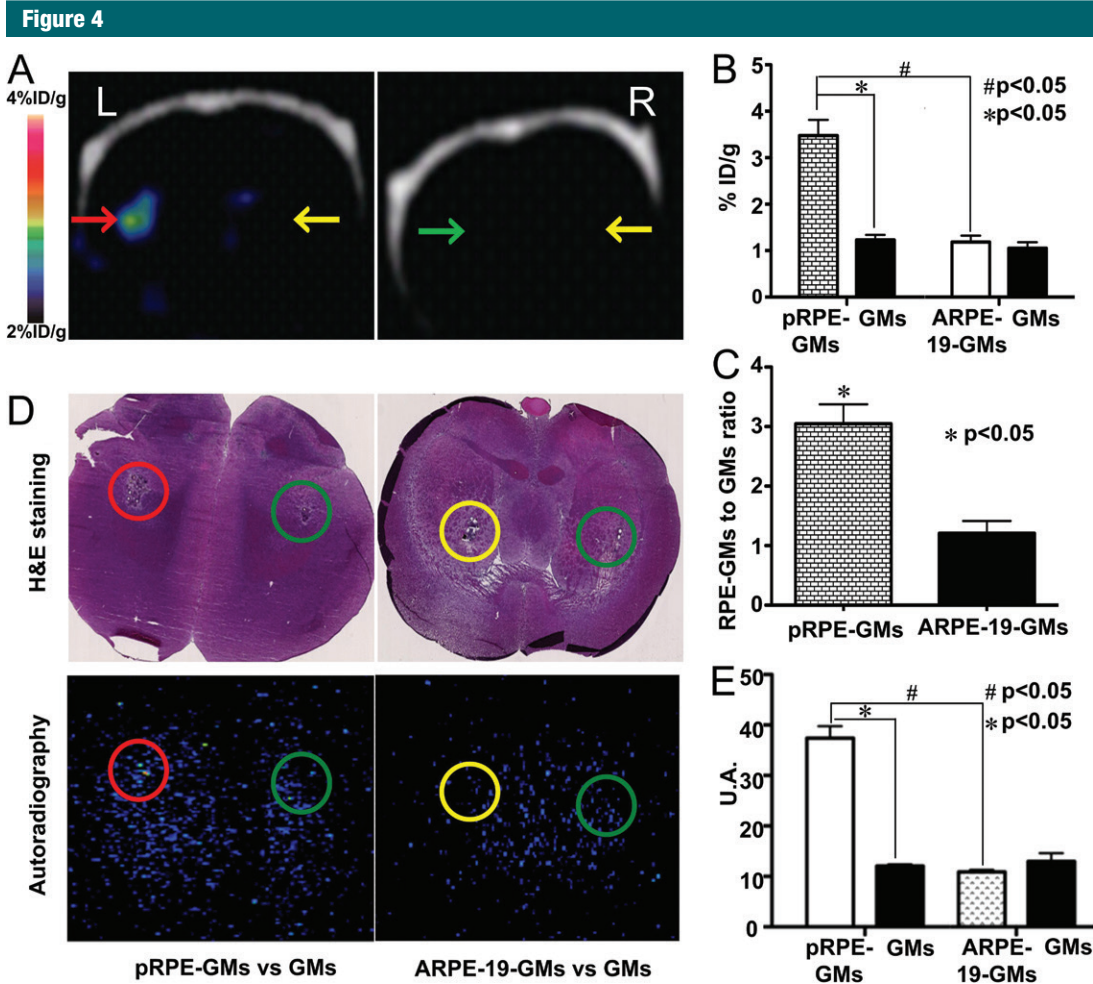 Figure 4
A
4%ID/g
L
R
2%ID/g
B
5
4
3
2
1
0
% ID/g
#
*
#p<0.05
*p<0.05
pRPE-GMs
GMs
ARPE-19-GMs
GMs
C
4
3
2
1
0
RPE-GMs to GMs ratio
*
* p<0.05
pRPE-GMs
ARPE-19-GMs
D
H&E staining
Autoradiography
pRPE-GMs vs GMs
ARPE-19-GMs vs GMs
E
50
40
30
20
10
0
U.A.
#
*
# p<0.05
* p<0.05
pRPE-GMs
GMs
ARPE-19-GMs
GMs